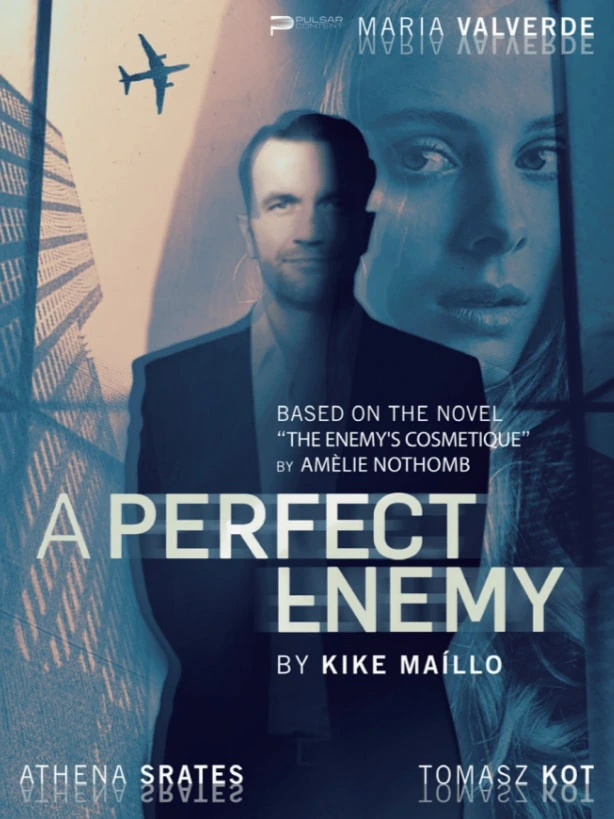 PULSAR
CONTENT
MARIA VALVERDE
BASED ON THE NOVEL
“THE ENEMY'S COSMETIQUE”
BY AMÈLIE NOTHOMB
A PERFECT
ENEMY
BY KIKE MAÍLLO
ATHENA SRATES
TOMASZ KOT